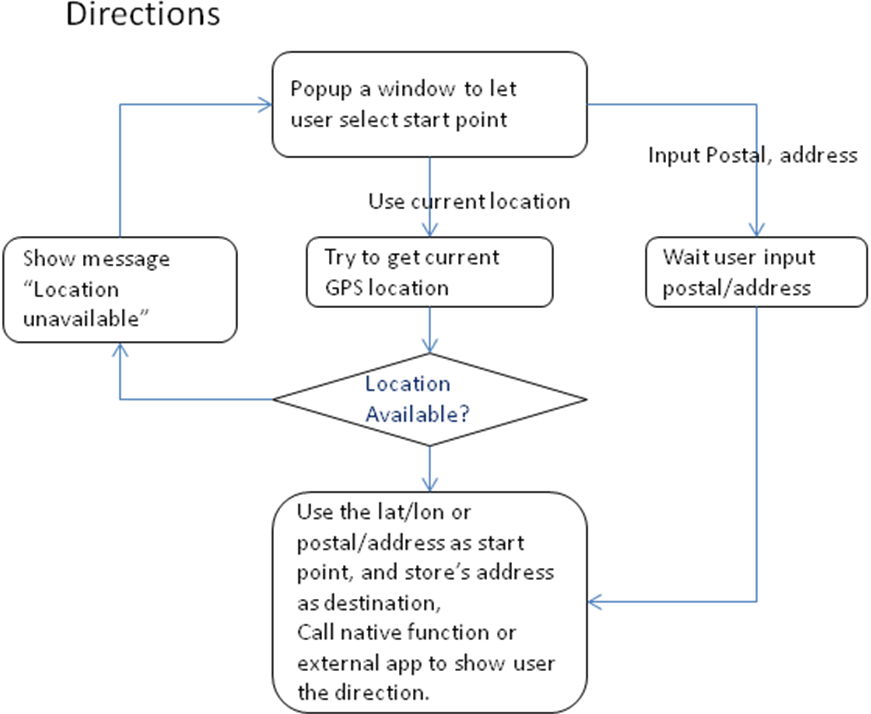 Directions
Popup a window to let
user select start point
Input Postal, address
Use current location
Show message
“Location
unavailable”
Try to get current
GPS location
Wait user input
postal/address
Location
Available?
Use the lat/lon or
postal/address as start
point, and store’s address
as destination,
Call native function or
external app to show user
the direction.